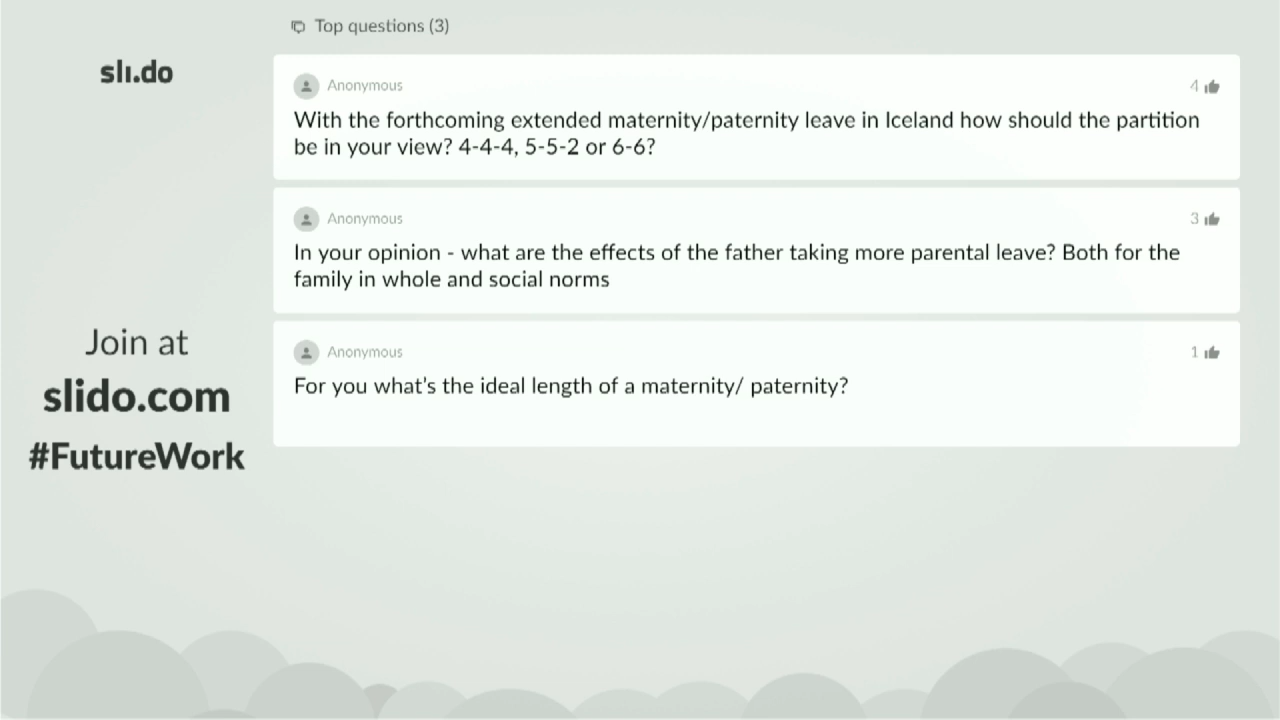 Top questions (3)
sli.do
Anonymous
4
With the forthcoming extended maternity/paternity leave in Iceland how should the partition
be in your view? 4-4-4, 5-5-2 or 6-6?
Anonymous
3
In your opinion - what are the effects of the father taking more parental leave? Both for the
family in whole and social norms
Anonymous
1
For you what's the ideal length of a maternity/ paternity?
Join at
slido.com
#FutureWork